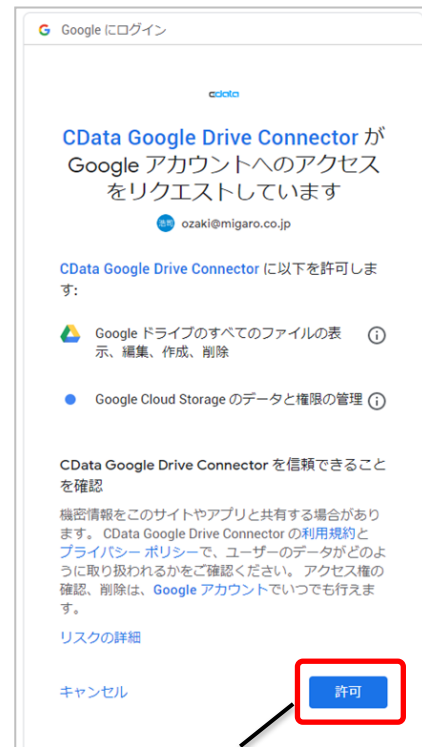 G Google にログイン
cdata
CData Google Drive Connector が
Google アカウントへのアクセス
をリクエストしています
浩司 ozaki@migaro.co.jp
CData Google Drive Connector に以下を許可しま
す:
Google ドライブのすべてのファイルの表
示、編集、作成、削除
Google Cloud Storage のデータと権限の管理
CData Google Drive Connector を信頼できること
を確認
機密情報をこのサイトやアプリと共有する場合があり
ます。 CData Google Drive Connector の利用規約と
プライバシー ポリシーで、ユーザーのデータがどのよ
うに取り扱われるかをご確認ください。 アクセス権の
確認、削除は、Google アカウントでいつでも行えま
す。
リスクの詳細
キャンセル
許可